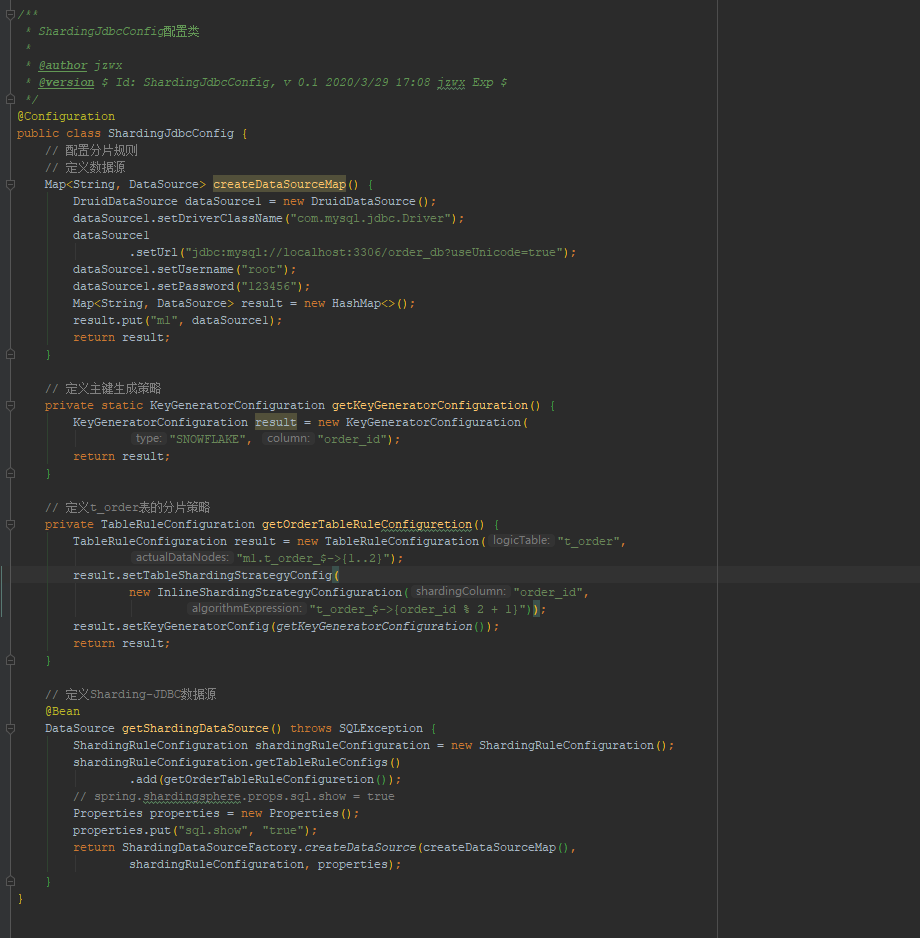 /**
 * ShardingJdbcConfig配置类
 *
 * @author jzwx
 * @version $ Id: ShardingJdbcConfig, v 0.1 2020/3/29 17:08 jzwx Exp $
 */
@Configuration
public class ShardingJdbcConfig {
    // 配置分片规则
    // 定义数据源
    Map<String, DataSource> createDataSourceMap() {
        DruidDataSource dataSource1 = new DruidDataSource();
        dataSource1.setDriverClassName("com.mysql.jdbc.Driver");
        dataSource1
                .setUrl("jdbc:mysql://localhost:3306/order_db?useUnicode=true");
        dataSource1.setUsername("root");
        dataSource1.setPassword("123456");
        Map<String, DataSource> result = new HashMap<>();
        result.put("m1", dataSource1);
        return result;
    }
    // 定义主键生成策略
    private static KeyGeneratorConfiguration getKeyGeneratorConfiguration() {
        KeyGeneratorConfiguration result = new KeyGeneratorConfiguration(
                type: "SNOWFLAKE", column: "order_id");
        return result;
    }
    // 定义t_order表的分片策略
    private TableRuleConfiguration getOrderTableRuleConfiguretion() {
        TableRuleConfiguration result = new TableRuleConfiguration( logicTable: "t_order",
                actualDataNodes: "m1.t_order_$->{1..2}");
        result.setTableShardingStrategyConfig(
                new InlineShardingStrategyConfiguration( shardingColumn: "order_id",
                        algorithmExpression: "t_order_$->{order_id % 2 + 1}"));
        result.setKeyGeneratorConfig(getKeyGeneratorConfiguration());
        return result;
    }
    // 定义Sharding-JDBC数据源
    @Bean
    DataSource getShardingDataSource() throws SQLException {
        ShardingRuleConfiguration shardingRuleConfiguration = new ShardingRuleConfiguration();
        shardingRuleConfiguration.getTableRuleConfigs()
                .add(getOrderTableRuleConfiguretion());
        // spring.shardingsphere.props.sql.show = true
        Properties properties = new Properties();
        properties.put("sql.show", "true");
        return ShardingDataSourceFactory.createDataSource(createDataSourceMap(),
                shardingRuleConfiguration, properties);
    }
}